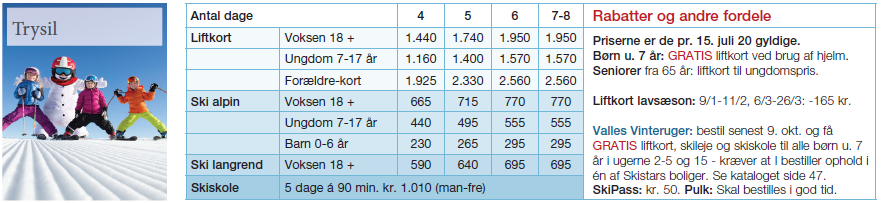 Trysil
Antal dage 4 5 6 7-8
Liftkort Voksen 18 + 1.440 1.740 1.950 1.950
Ungdom 7-17 år 1.160 1.400 1.570 1.570
Forældre-kort 1.925 2.330 2.560 2.560
Ski alpin Voksen 18 + 665 715 770 770
Ungdom 7-17 år 440 495 555 555
Barn 0-6 år 230 265 295 295
Ski langrend Voksen 18 + 590 640 695 695
Skiskole 5 dage á 90 min. kr. 1.010 (man-fre)
Rabatter og andre fordele
Priserne er de pr. 15. juli 20 gyldige.
Børn u. 7 år: GRATIS liftkort ved brug af hjelm.
Seniorer fra 65 år: liftkort til ungdomspris.
Liftkort lavsæson: 9/1-11/2, 6/3-26/3: -165 kr.
Valles Vinteruger: bestil senest 9. okt. og få
GRATIS liftkort, skileje og skiskole til alle børn u. 7
år i ugerne 2-5 og 15 - kræver at I bestiller ophold i
én af Skistars boliger. Se kataloget side 47.
SkiPass: kr. 50. Pulk: Skal bestilles i god tid.